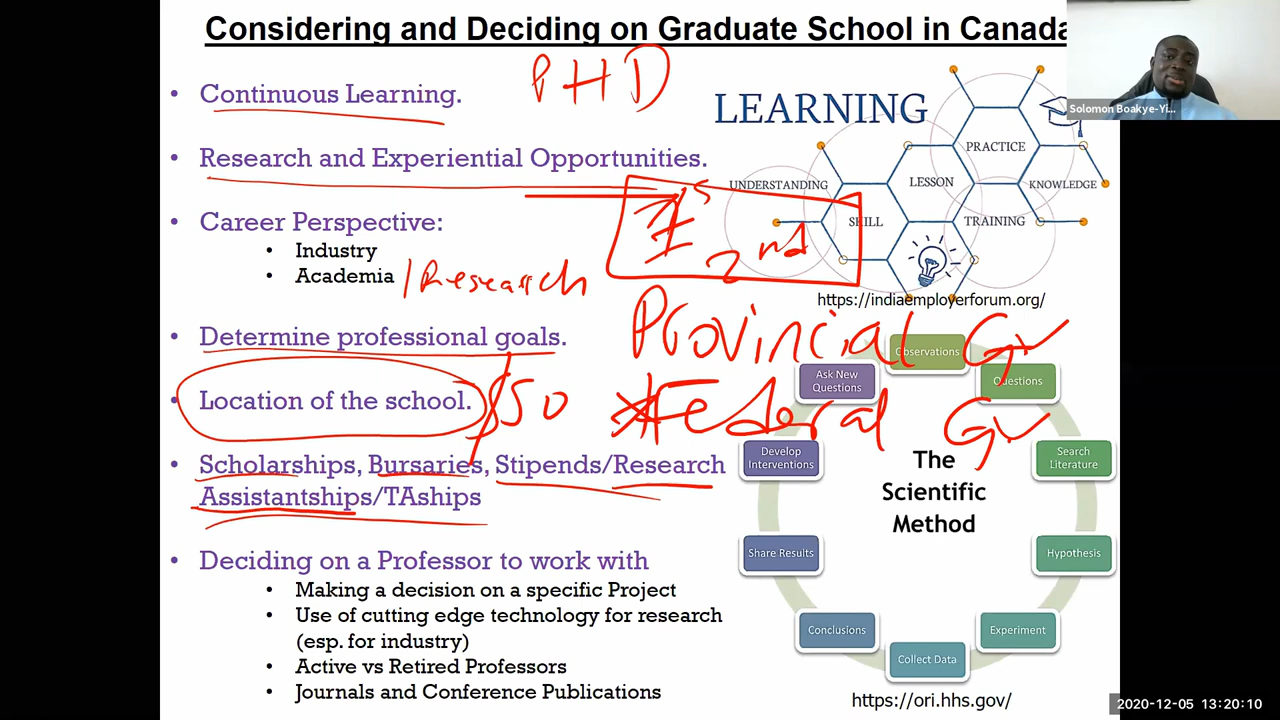 Considering and Deciding on Graduate School in Canada
PHD
Solomon Boakye-Yi...
• Continuous Learning.
• Research and Experiential Opportunities.
• Career Perspective:
• Industry
• Academia /Research
• Determine professional goals.
• Location of the school. $50
• Scholarships, Bursaries, Stipends/Research
Assistantships/TAships
• Deciding on a Professor to work with
• Making a decision on a specific Project
• Use of cutting edge technology for research
(esp. for industry)
• Active vs Retired Professors
• Journals and Conference Publications
LEARNING
PRACTICE
UNDERSTANDING
LESSON
KNOWLEDGE
SKILL
TRAINING
2nd
https://indiaemployerforum.org/
Provincial Gv
*Federal Gv
Observations
Ask New
Questions
Questions
Develop
Interventions
Search
Literature
The
Scientific
Method
Share Results
Hypothesis
Conclusions
Experiment
Collect Data
https://ori.hhs.gov/
2020-12-05 13:20:10